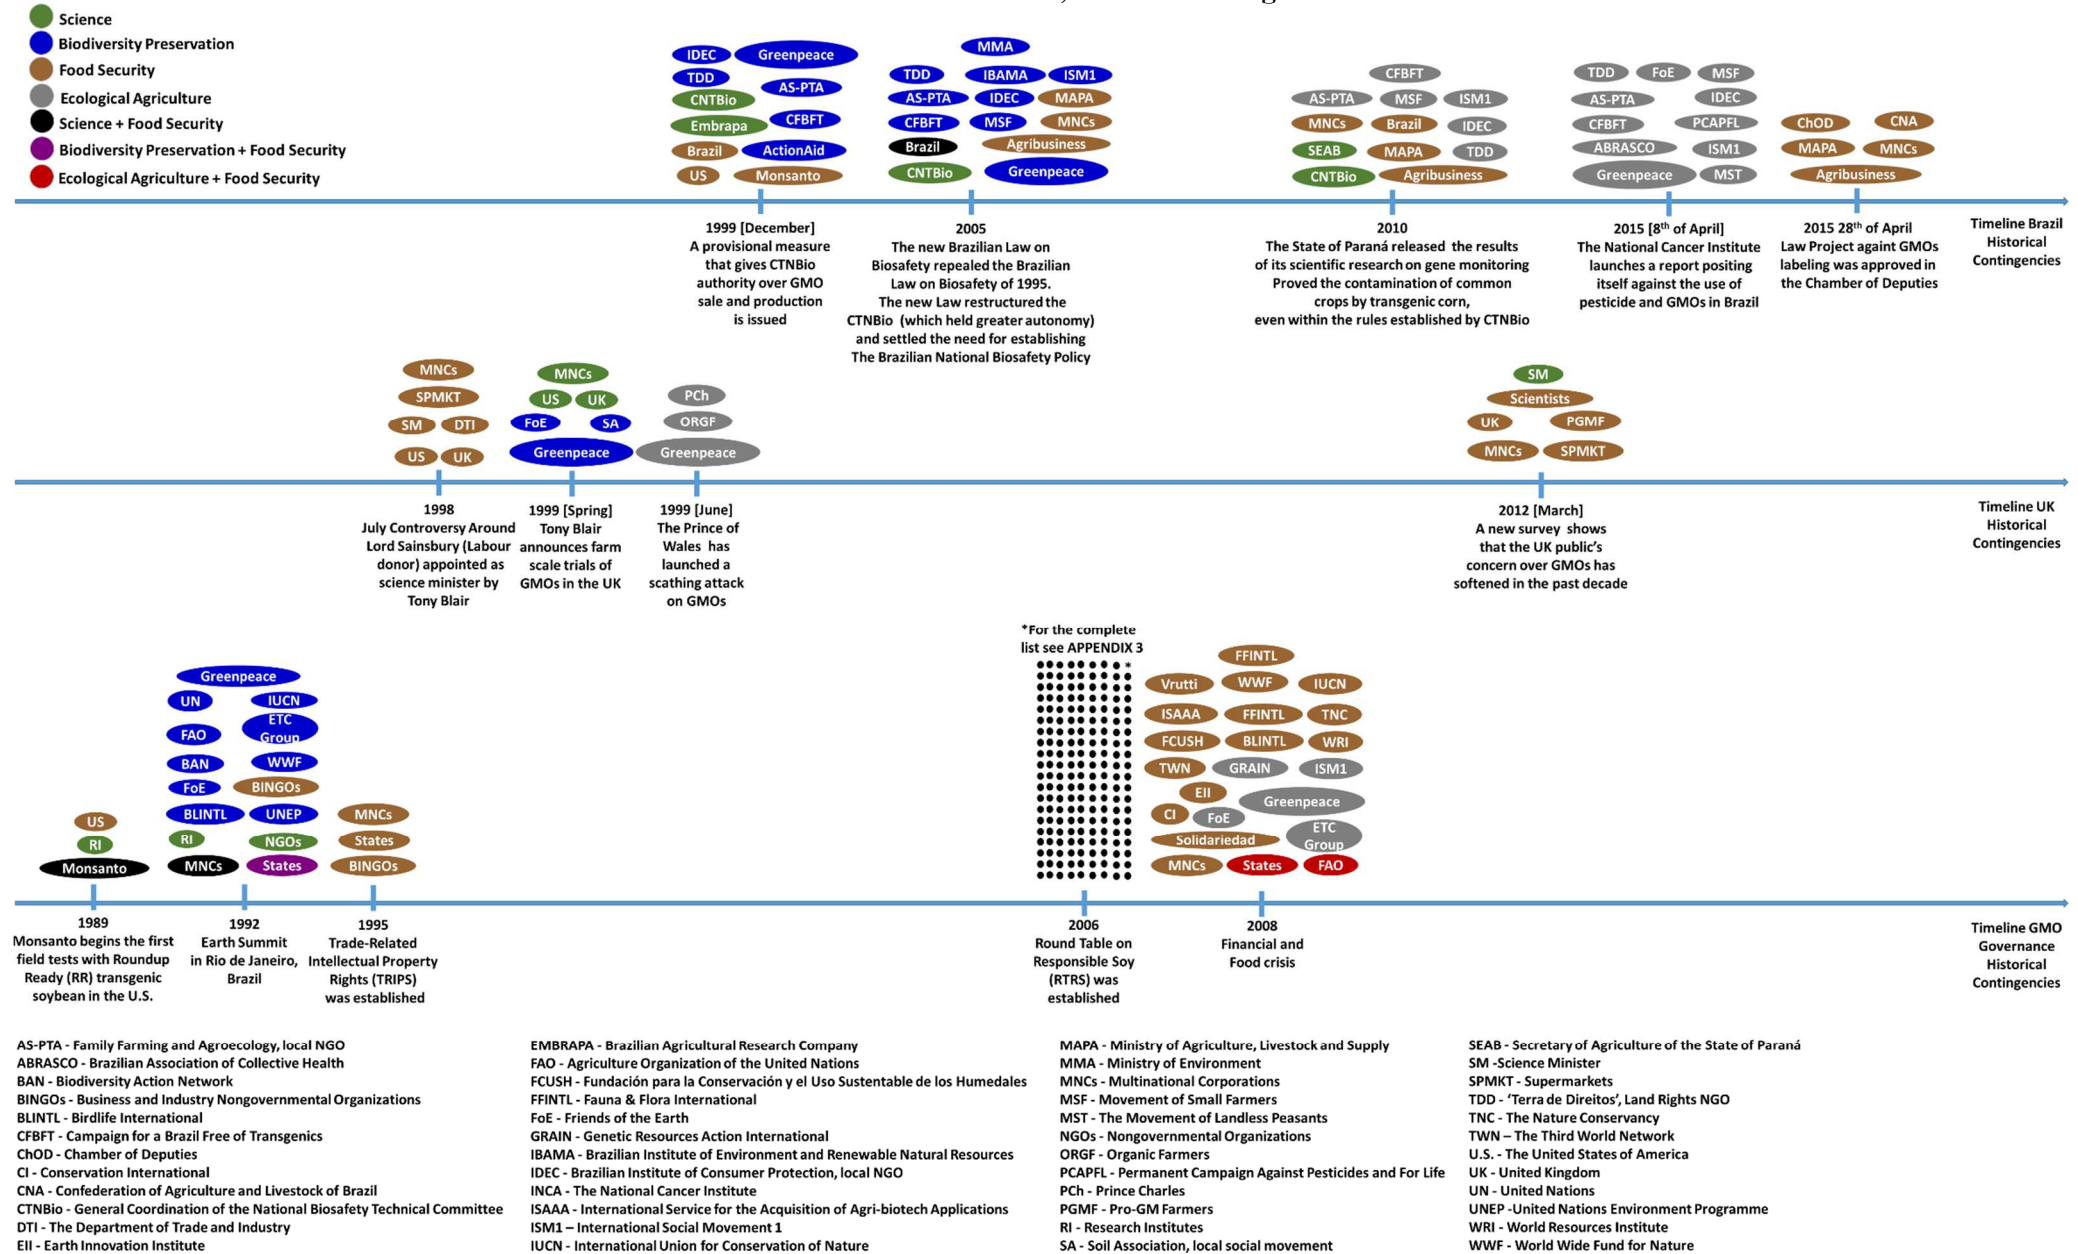 Science
Biodiversity Preservation
Food Security
Ecological Agriculture
Science + Food Security
Biodiversity Preservation + Food Security
Ecological Agriculture + Food Security
IDEC Greenpeace
TDD AS-PTA
CNTBio CFBFT
Embrapa
Brazil ActionAid
US Monsanto
1999 [December]
A provisional measure
that gives CTNBio
authority over GMO
sale and production
is issued
MMA
TDD IBAMA ISM1
AS-PTA IDEC MAPA
CFBFT MSF MNCs
Brazil Agribusiness
CNTBio Greenpeace
2005
The new Brazilian Law on
Biosafety repealed the Brazilian
Law on Biosafety of 1995.
The new Law restructured the
CTNBio (which held greater autonomy)
and settled the need for establishing
The Brazilian National Biosafety Policy
CFBFT
AS-PTA MSF ISM1
MNCs Brazil IDEC
SEAB MAPA TDD
CNTBio Agribusiness
2010
The State of Paraná released the results
of its scientific research on gene monitoring
Proved the contamination of common
crops by transgenic corn,
even within the rules established by CTNBio
TDD FoE MSF
AS-PTA IDEC
CFBFT PCAPFL
ABRASCO ISM1
Greenpeace MST
2015 [8th of April]
The National Cancer Institute
launches a report positing
itself against the use of
pesticide and GMOs in Brazil
ChOD CNA
MAPA MNCs
Agribusiness
2015 28th of April
Law Project againt GMOs
labeling was approved in
the Chamber of Deputies
Timeline Brazil
Historical
Contingencies
MNCs
SPMKT
SM DTI
US UK
1998
July Controversy Around
Lord Sainsbury (Labour
donor) appointed as
science minister by
Tony Blair
MNCs
US UK
FoE SA
Greenpeace
1999 [Spring]
Tony Blair
announces farm
scale trials of
GMOs in the UK
PCh
ORGF
Greenpeace
1999 [June]
The Prince of
Wales has
launched a
scathing attack
on GMOs
SM
Scientists
UK PGMF
MNCs SPMKT
2012 [March]
A new survey shows
that the UK public's
concern over GMOs has
softened in the past decade
Timeline UK
Historical
Contingencies
US
RI
Monsanto
1989
Monsanto begins the first
field tests with Roundup
Ready (RR) transgenic
soybean in the U.S.
Greenpeace
UN IUCN
FAO ETC Group
BAN WWF
FoE BINGOs
BLINTL UNEP
RI NGOs
MNCs States
1992
Earth Summit
in Rio de Janeiro,
Brazil
MNCs
States
BINGOs
1995
Trade-Related
Intellectual Property
Rights (TRIPS)
was established
*For the complete
list see APPENDIX 3
*
2006
Round Table on
Responsible Soy
(RTRS) was
established
FFINTL
Vrutti WWF IUCN
ISAAA FFINTL TNC
FCUSH BLINTL WRI
TWN GRAIN ISM1
EII Greenpeace
CI FoE
Solidariedad ETC Group
MNCs States FAO
2008
Financial and
Food crisis
Timeline GMO
Governance
Historical
Contingencies
AS-PTA - Family Farming and Agroecology, local NGO
ABRASCO - Brazilian Association of Collective Health
BAN - Biodiversity Action Network
BINGOs - Business and Industry Nongovernmental Organizations
BLINTL - Birdlife International
CFBFT - Campaign for a Brazil Free of Transgenics
ChOD - Chamber of Deputies
CI - Conservation International
CNA - Confederation of Agriculture and Livestock of Brazil
CTNBio - General Coordination of the National Biosafety Technical Committee
DTI - The Department of Trade and Industry
EII - Earth Innovation Institute
EMBRAPA - Brazilian Agricultural Research Company
FAO - Agriculture Organization of the United Nations
FCUSH - Fundación para la Conservación y el Uso Sustentable de los Humedales
FFINTL - Fauna & Flora International
FoE - Friends of the Earth
GRAIN - Genetic Resources Action International
IBAMA - Brazilian Institute of Environment and Renewable Natural Resources
IDEC - Brazilian Institute of Consumer Protection, local NGO
INCA - The National Cancer Institute
ISAAA - International Service for the Acquisition of Agri-biotech Applications
ISM1 – International Social Movement 1
IUCN - International Union for Conservation of Nature
MAPA - Ministry of Agriculture, Livestock and Supply
MMA - Ministry of Environment
MNCs - Multinational Corporations
MSF - Movement of Small Farmers
MST - The Movement of Landless Peasants
NGOs - Nongovernmental Organizations
ORGF - Organic Farmers
PCAPFL - Permanent Campaign Against Pesticides and For Life
PCh - Prince Charles
PGMF - Pro-GM Farmers
RI - Research Institutes
SA - Soil Association, local social movement
SEAB - Secretary of Agriculture of the State of Paraná
SM -Science Minister
SPMKT - Supermarkets
TDD - 'Terra de Direitos', Land Rights NGO
TNC - The Nature Conservancy
TWN – The Third World Network
U.S. - The United States of America
UK - United Kingdom
UN - United Nations
UNEP -United Nations Environment Programme
WRI - World Resources Institute
WWF - World Wide Fund for Nature